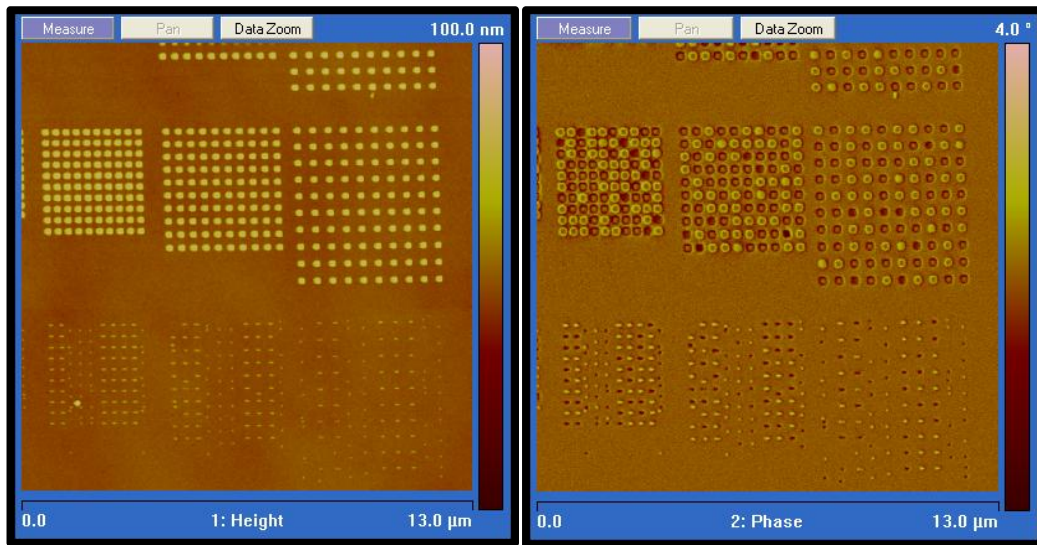 Measure Pan Data Zoom 100.0 nm
0.0 1: Height 13.0 µm
Measure Pan Data Zoom 4.0 °
0.0 2: Phase 13.0 µm